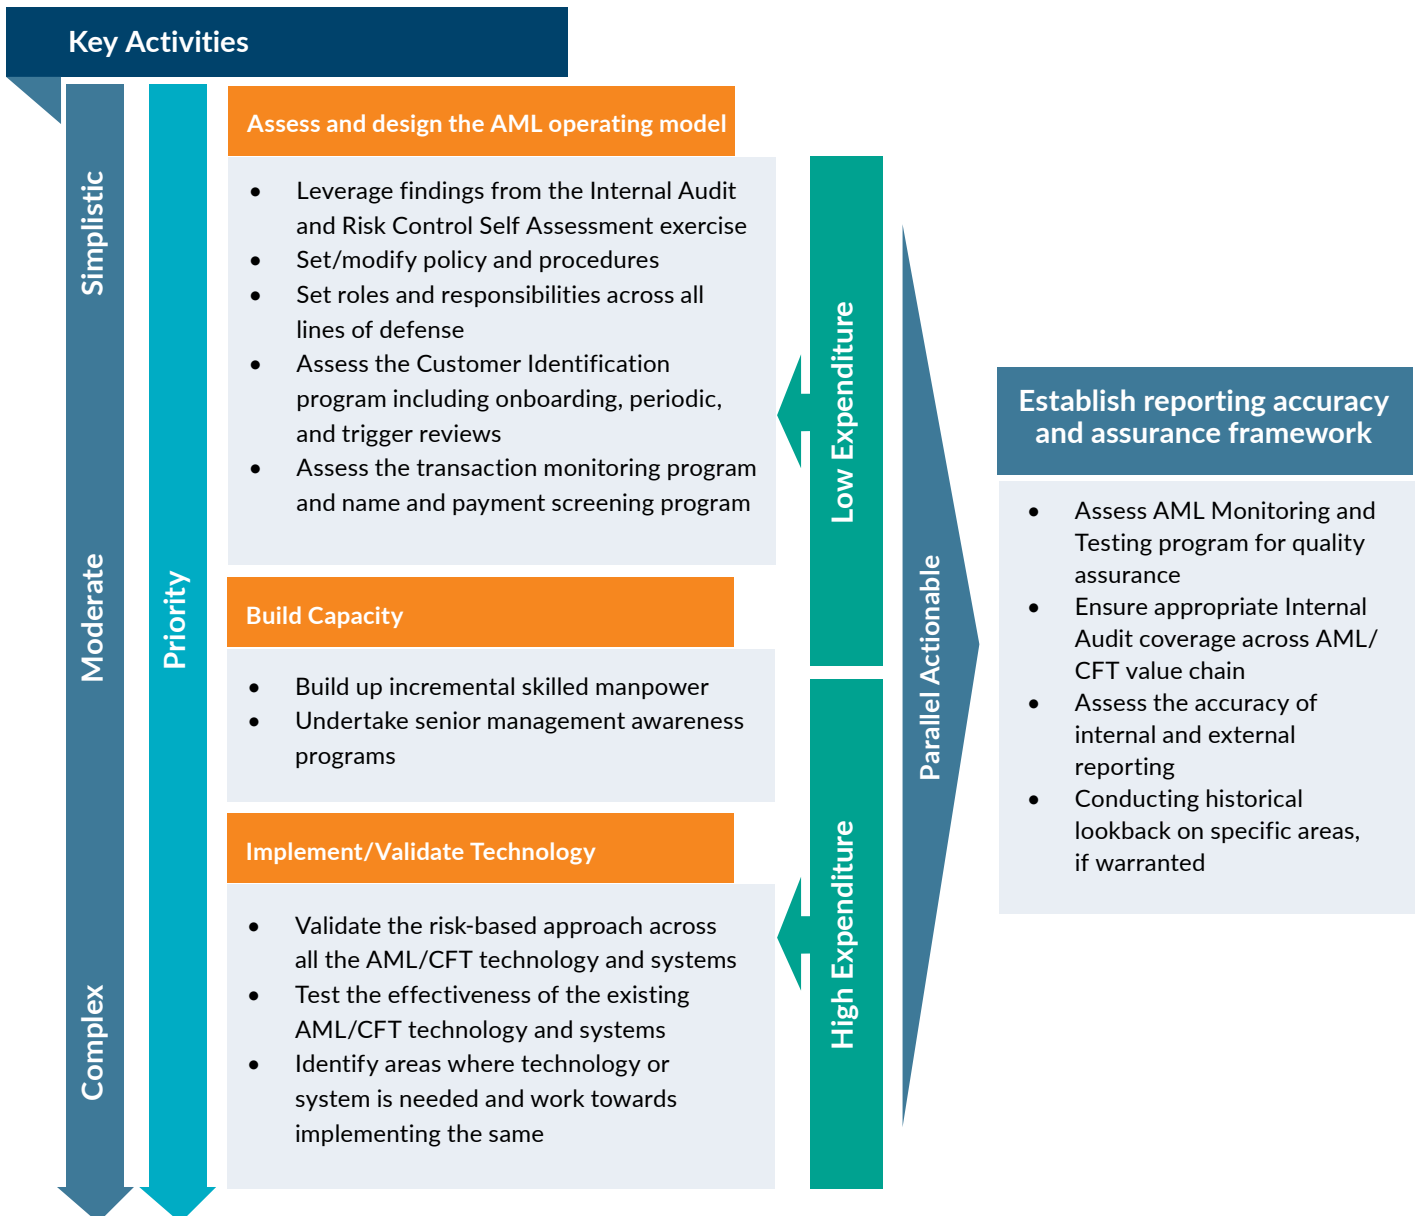 Key Activities
Simplistic
Moderate
Complex
Priority
Assess and design the AML operating model
• Leverage findings from the Internal Audit
and Risk Control Self Assessment exercise
• Set/modify policy and procedures
• Set roles and responsibilities across all
lines of defense
• Assess the Customer Identification
program including onboarding, periodic,
and trigger reviews
• Assess the transaction monitoring program
and name and payment screening program
Build Capacity
• Build up incremental skilled manpower
• Undertake senior management awareness
programs
Implement/Validate Technology
• Validate the risk-based approach across
all the AML/CFT technology and systems
• Test the effectiveness of the existing
AML/CFT technology and systems
• Identify areas where technology or
system is needed and work towards
implementing the same
Low Expenditure
High Expenditure
Parallel Actionable
Establish reporting accuracy
and assurance framework
• Assess AML Monitoring and
Testing program for quality
assurance
• Ensure appropriate Internal
Audit coverage across AML/
CFT value chain
• Assess the accuracy of
internal and external
reporting
• Conducting historical
lookback on specific areas,
if warranted